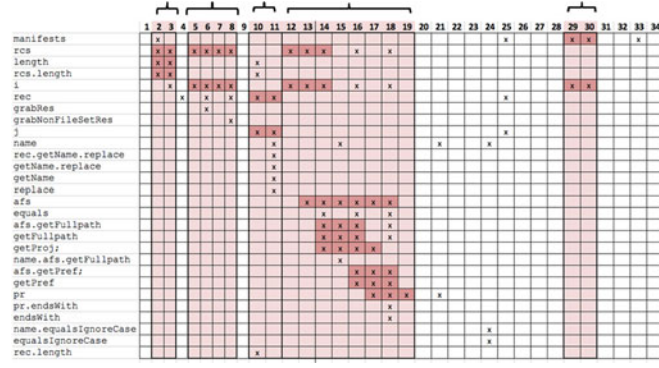 1 2 3 4 5 6 7 8 9 10 11 12 13 14 15 16 17 18 19 20 21 22 23 24 25 26 27 28 29 30 31 32 33 34
manifests x x x x x
rcs x x x x x x x x x x x
length x x x
rcs.length x x x
i x x x x x x x x x x x x
rec x x x x x x
grabRes x
grabNonFileSetRes x
j x x x
name x x x x
rec.getName.replace x
getName.replace x
getName x
replace x
afs x x x x x x
equals x x x
afs.getFullpath x x x x
getFullpath x x x x
getProj; x x x x
name.afs.getFullpath x
afs.getPref; x x x
getPref x x x
pr x x x x
pr.endsWith x
endsWith x
name.equalsIgnoreCase x
equalsIgnoreCase x
rec.length x